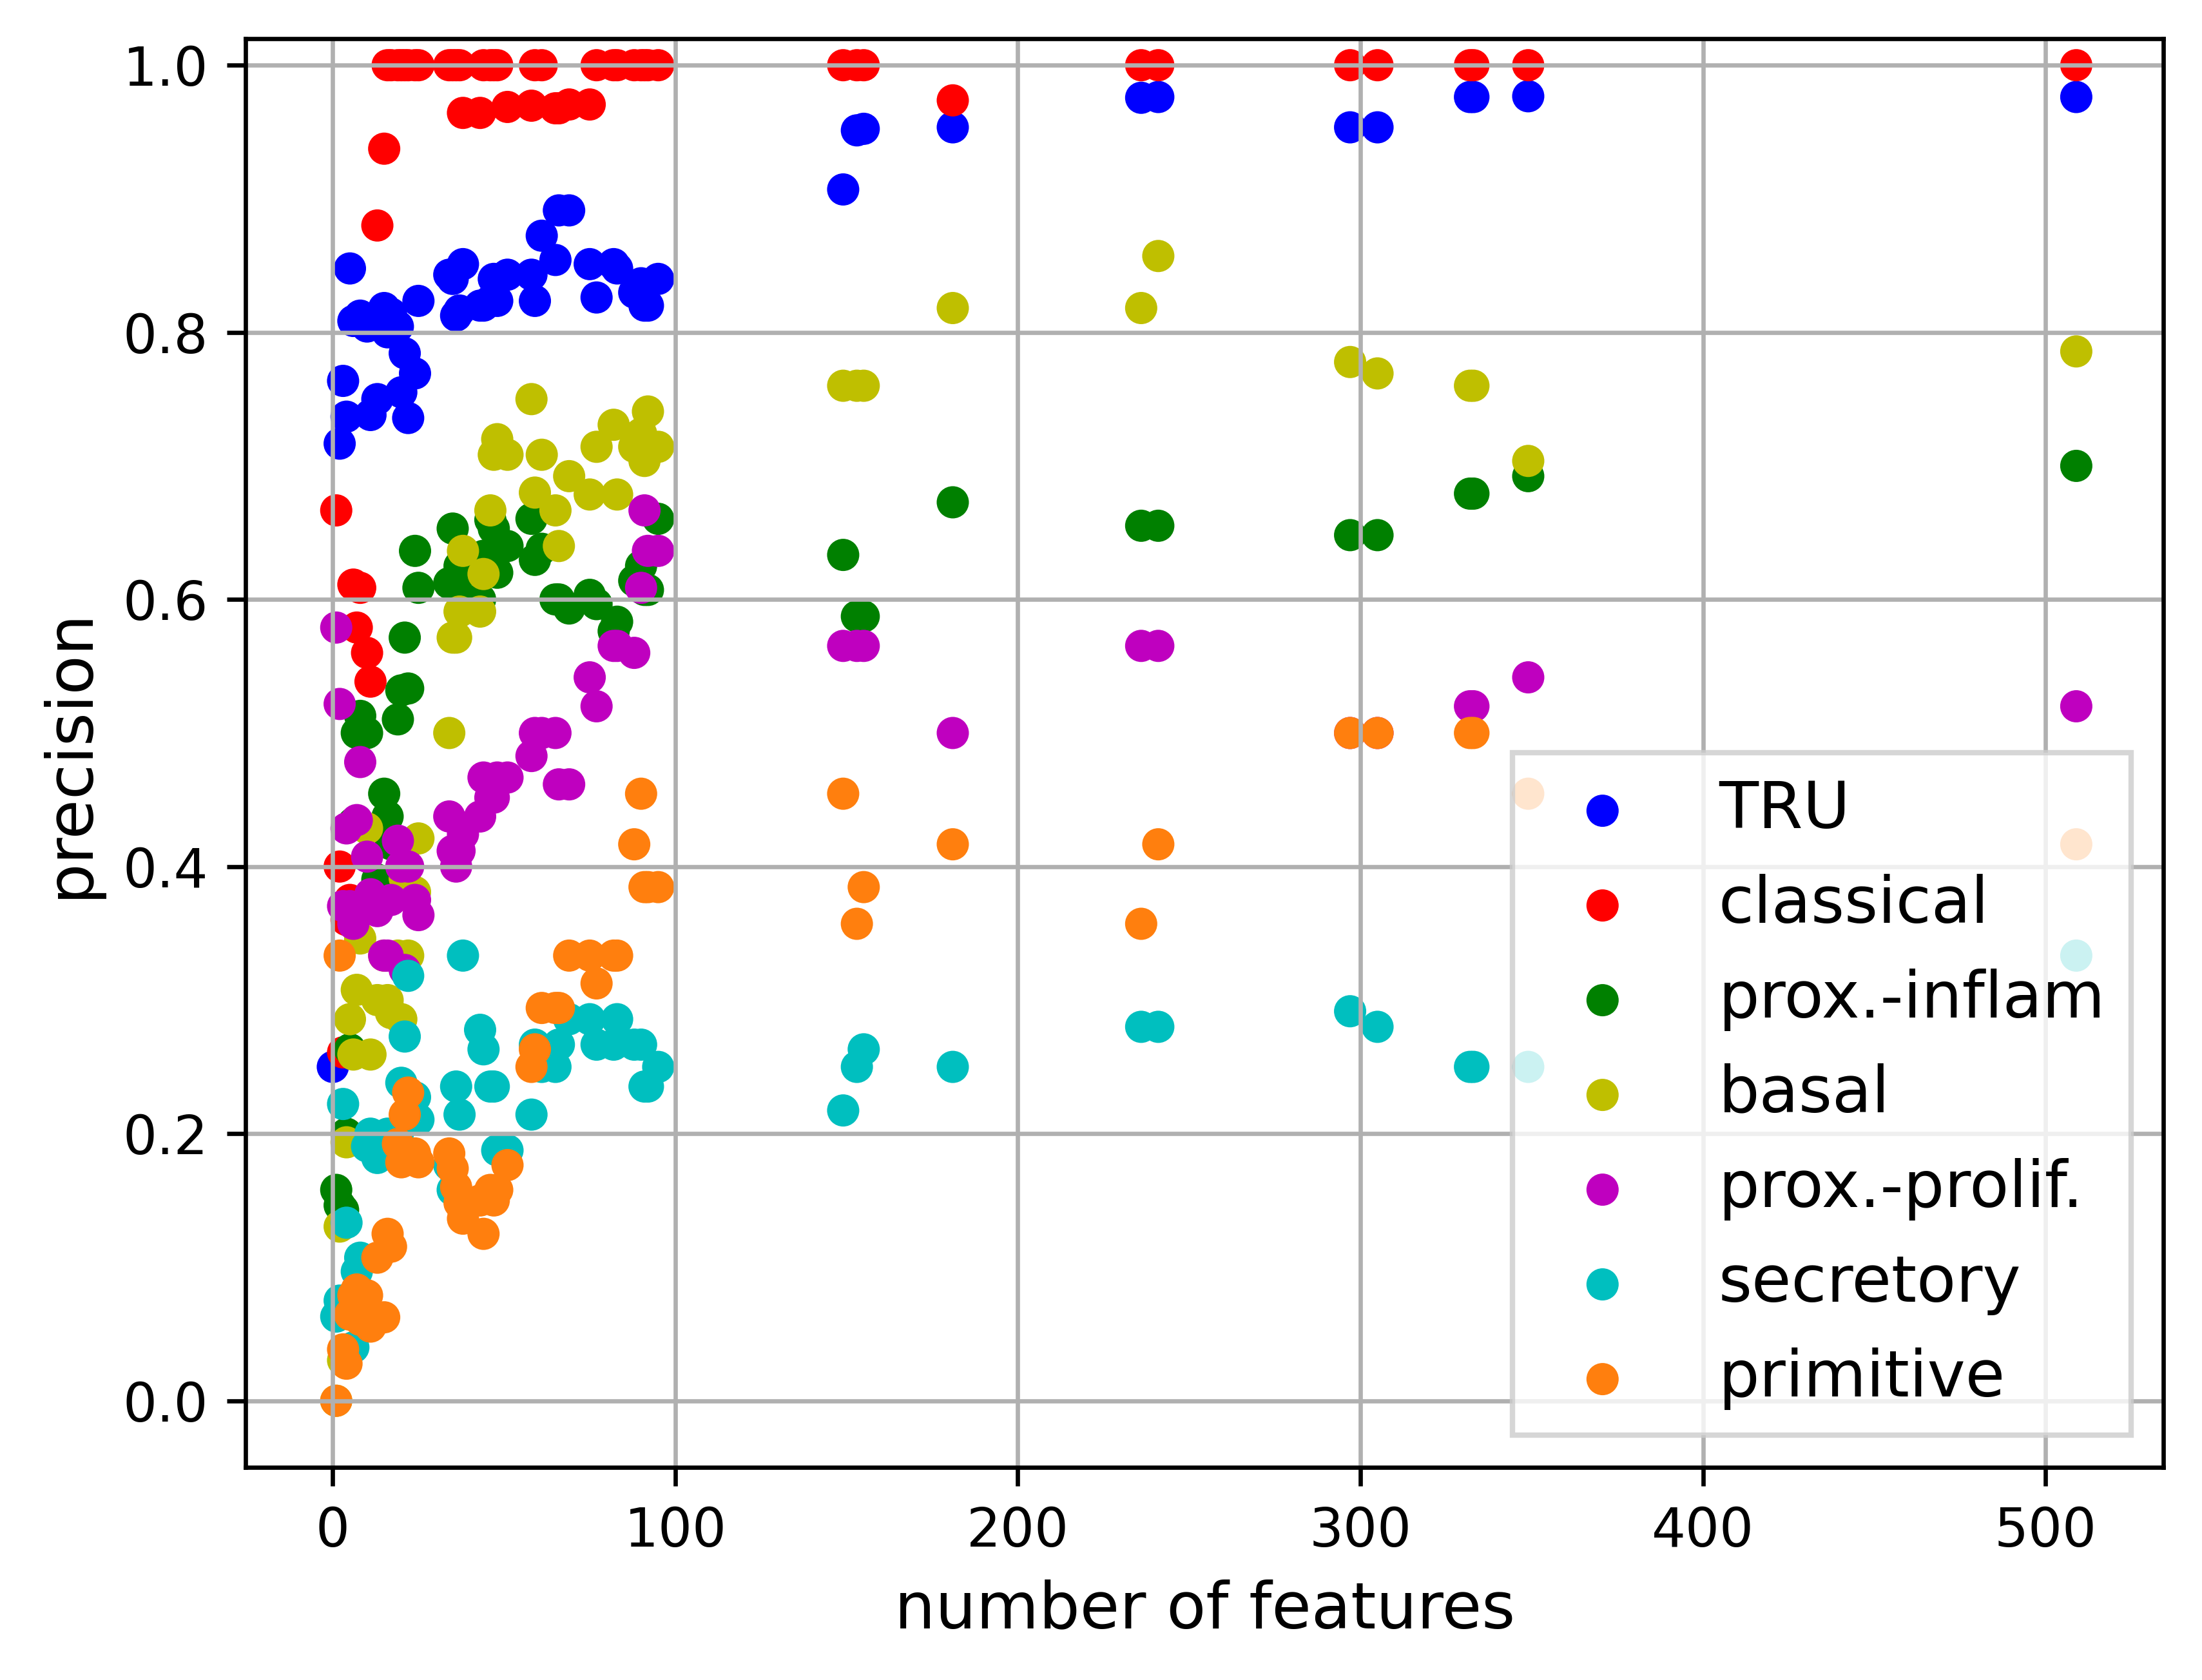 1.0
0.8
0.6
0.4
0.2
0.0
precision
0
100
200
300
400
500
number of features
TRU
classical
prox.-inflam
basal
prox.-prolif.
secretory
primitive